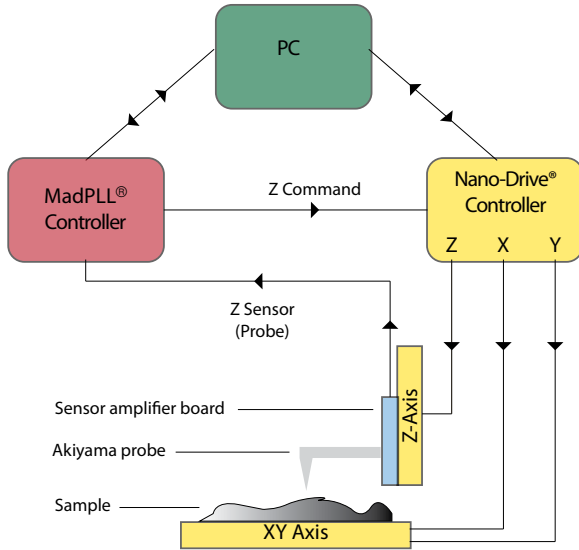 PC
MadPLL®
Controller
Z Command
Nano-Drive®
Controller
Z X Y
Z Sensor
(Probe)
Z-Axis
Sensor amplifier board
Akiyama probe
Sample
XY Axis